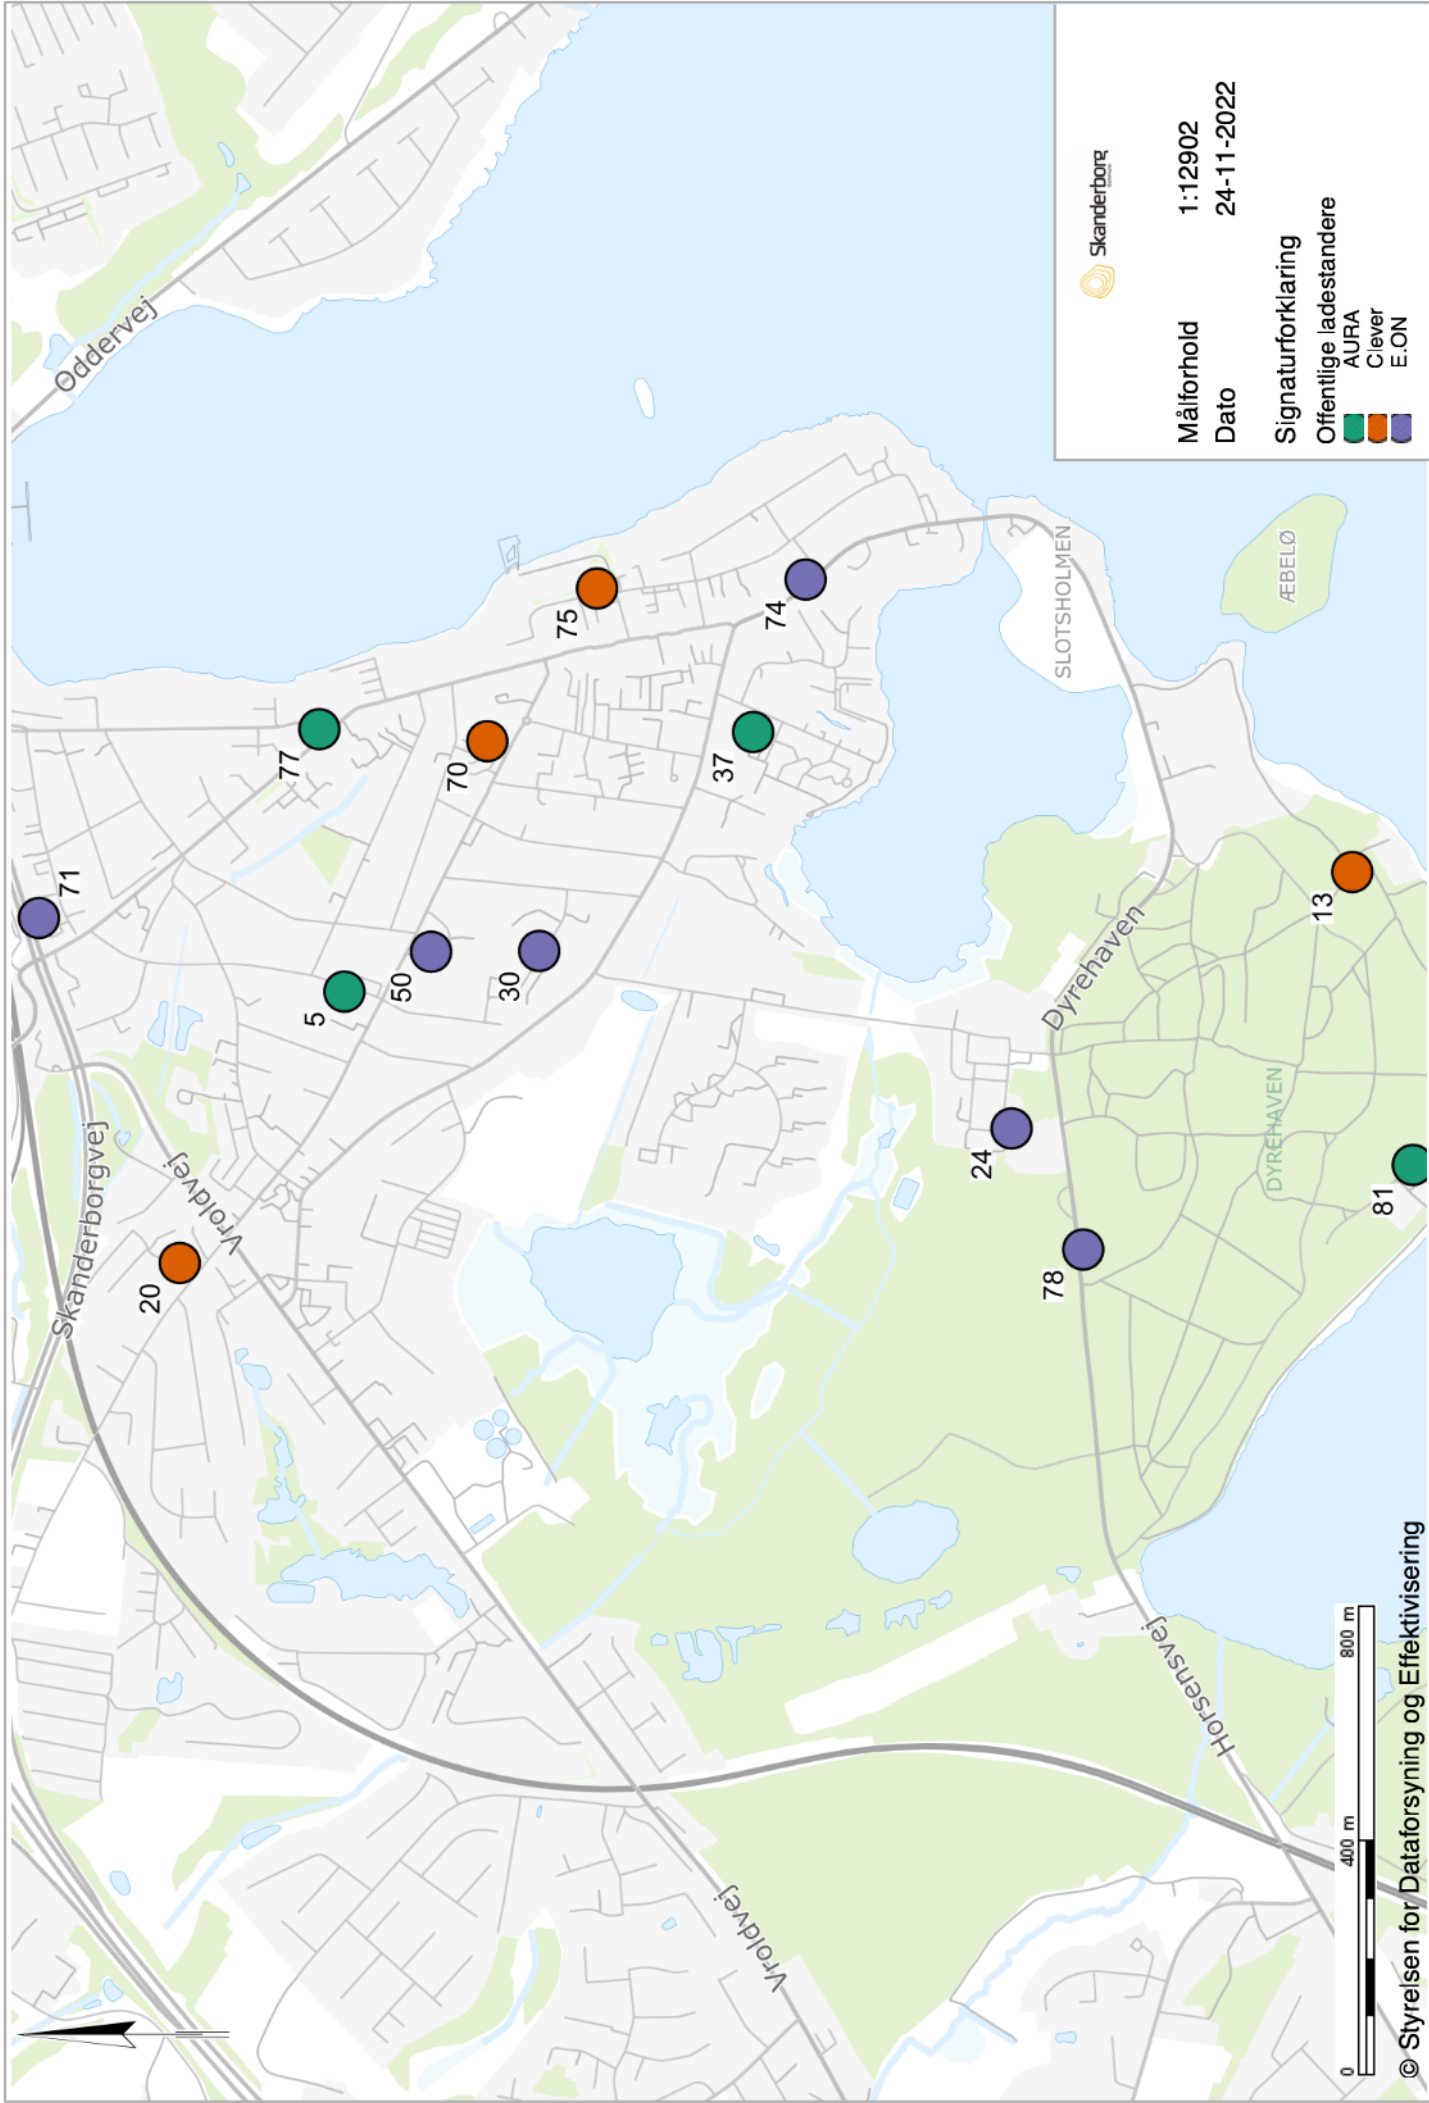 Oddervej
71
77
5
50
30
70
75
74
37
Skanderborgvej
Vroldvej
20
SLOTSHOLMEN
ÆBELØ
Dyrehaven
13
24
78
DYREHAVEN
81
Horsensvej
Vroldvej
Skanderborg
Målforhold 1:12902
Dato 24-11-2022
Signaturforklaring
Offentlige ladestandere
AURA
Clever
E.ON
0 400 m 800 m
© Styrelsen for Dataforsyning og Effektivisering